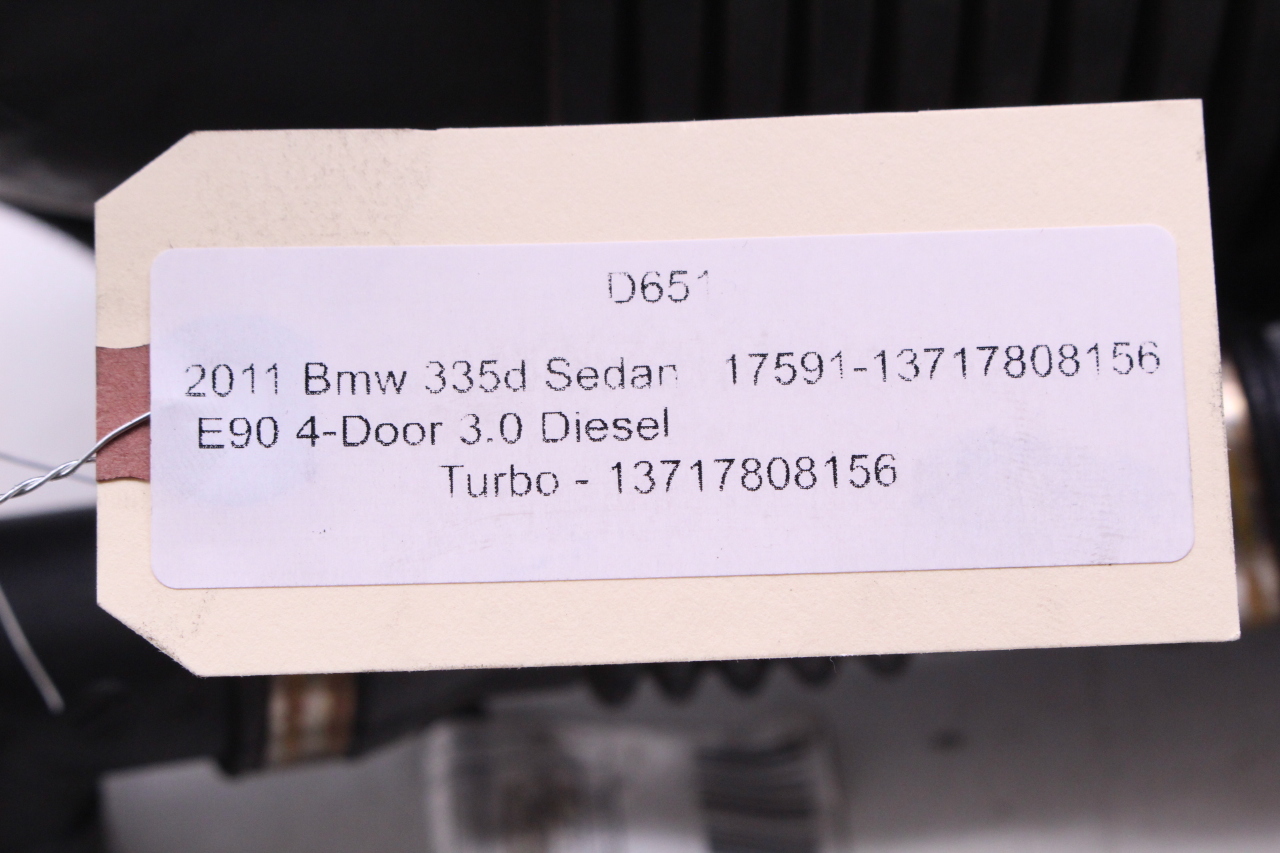 D651
2011 Bmw 335d Sedan 17591-13717808156
E90 4-Door 3.0 Diesel
Turbo - 13717808156